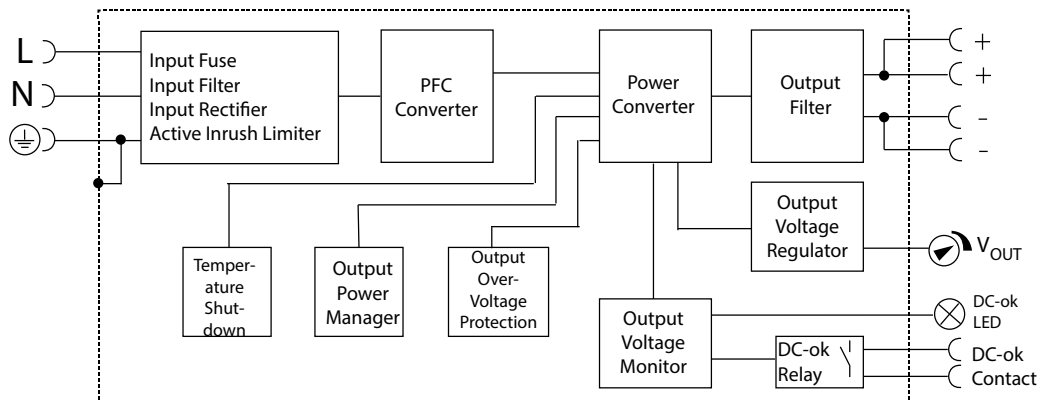 L
N
Input Fuse
Input Filter
Input Rectifier
Active Inrush Limiter
PFC
Converter
Power
Converter
Output
Filter
+
+
–
–
Temper-
ature
Shut-
down
Output
Power
Manager
Output
Over-
Voltage
Protection
Output
Voltage
Regulator
VOUT
Output
Voltage
Monitor
DC-ok
LED
DC-ok
Relay
DC-ok
Contact